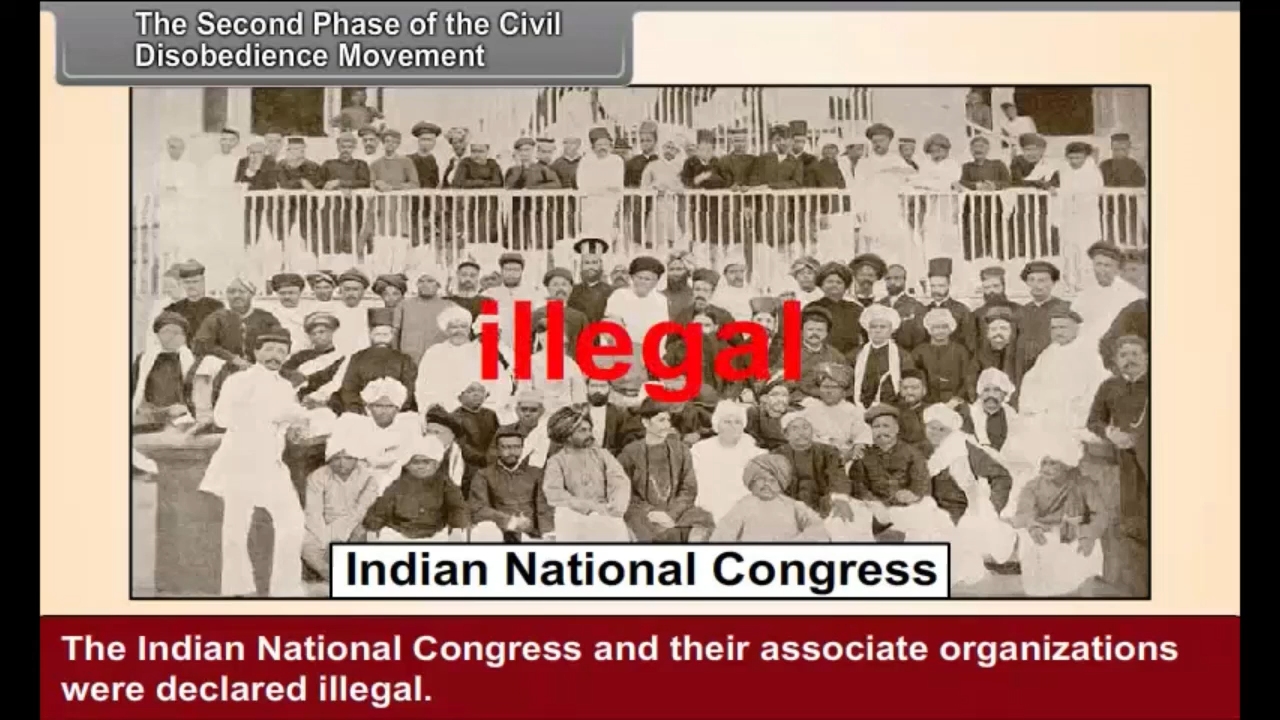 The Second Phase of the Civil
Disobedience Movement
illegal
Indian National Congress
The Indian National Congress and their associate organizations
were declared illegal.